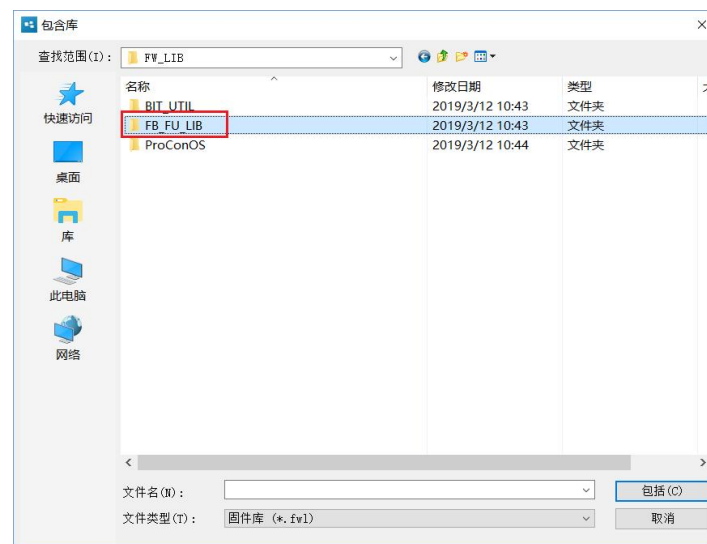 包含库
查找范围(I): FW_LIB
名称 修改日期 类型
BIT_UTIL 2019/3/12 10:43 文件夹
FB_FU_LIB 2019/3/12 10:43 文件夹
ProConOS 2019/3/12 10:44 文件夹
快速访问
桌面
库
此电脑
网络
文件名(N): 包括(C)
文件类型(T): 固件库 (*.fwl) 取消